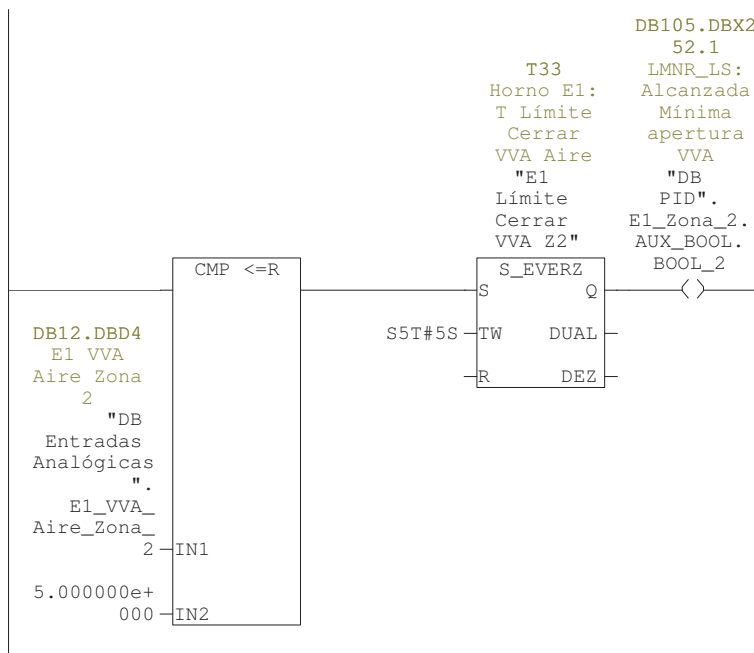 DB105.DBX2
52.1
LMNR_LS:
Alcanzada
Mínima
apertura
VVA
"DB
PID".
E1_Zona_2.
AUX_BOOL.
BOOL_2
T33
Horno E1:
T Límite
Cerrar
VVA Aire
"E1
Límite
Cerrar
VVA Z2"
CMP <=R
S_EVERZ
S Q
S5T#5S TW DUAL
R DEZ
DB12.DBD4
E1 VVA
Aire Zona
2
"DB
Entradas
Analógicas
".
E1_VVA_
Aire_Zona_
2 IN1
5.000000e+
000 IN2